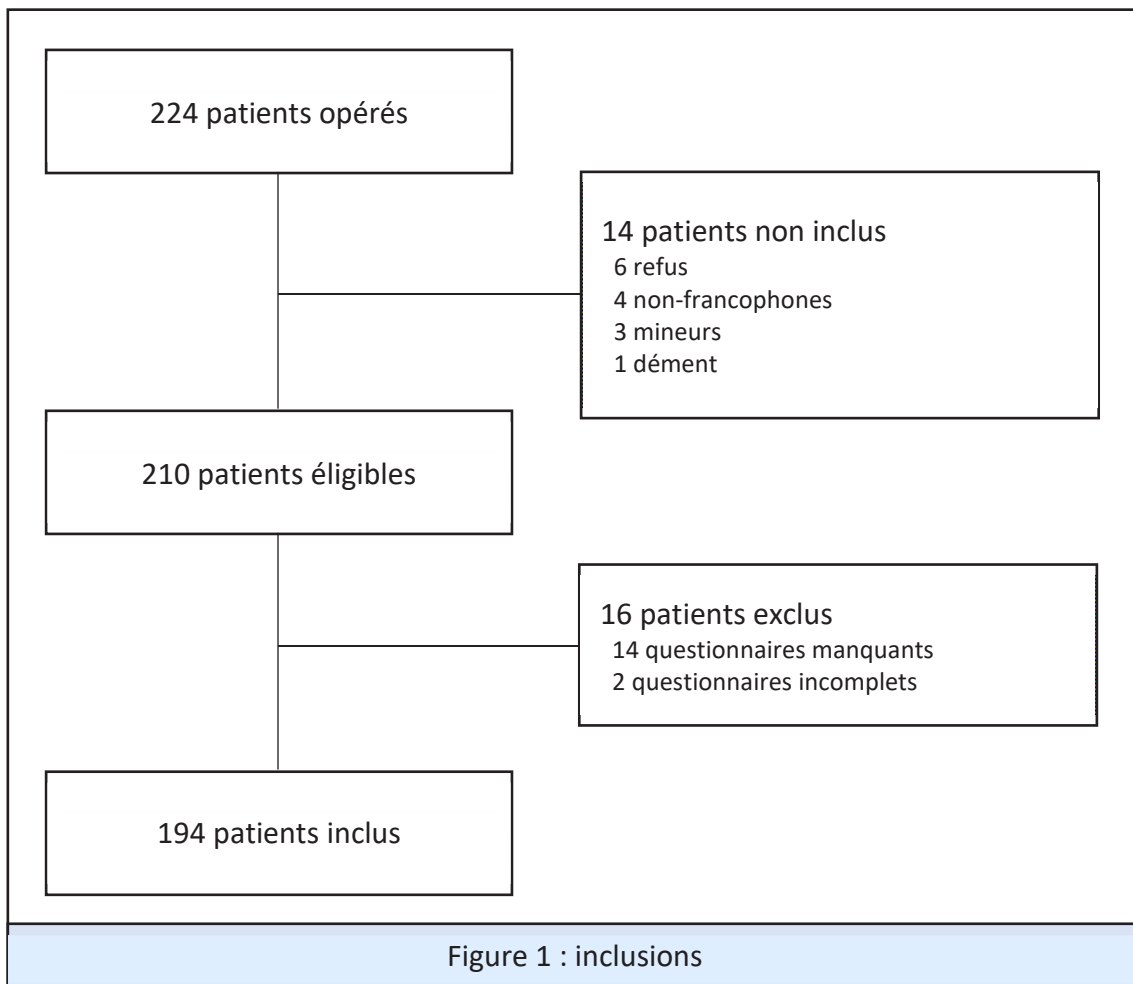 224 patients opérés
14 patients non inclus
6 refus
4 non-francophones
3 mineurs
1 dément
210 patients éligibles
16 patients exclus
14 questionnaires manquants
2 questionnaires incomplets
194 patients inclus
Figure 1 : inclusions